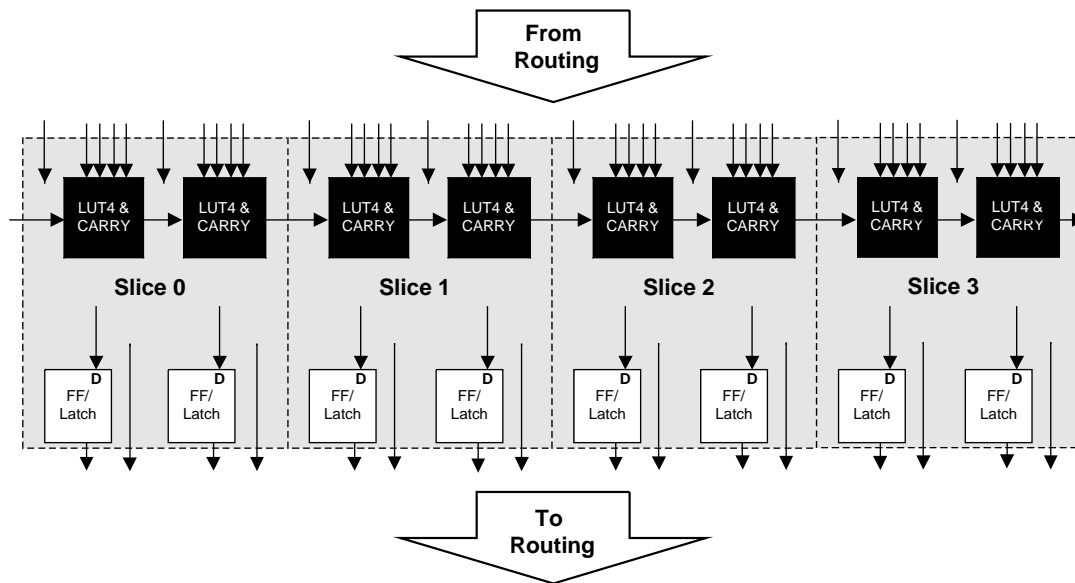 From
Routing
LUT4 &
CARRY
LUT4 &
CARRY
LUT4 &
CARRY
LUT4 &
CARRY
LUT4 &
CARRY
LUT4 &
CARRY
LUT4 &
CARRY
LUT4 &
CARRY
Slice 0
Slice 1
Slice 2
Slice 3
D
FF/
Latch
D
FF/
Latch
D
FF/
Latch
D
FF/
Latch
D
FF/
Latch
D
FF/
Latch
D
FF/
Latch
D
FF/
Latch
To
Routing